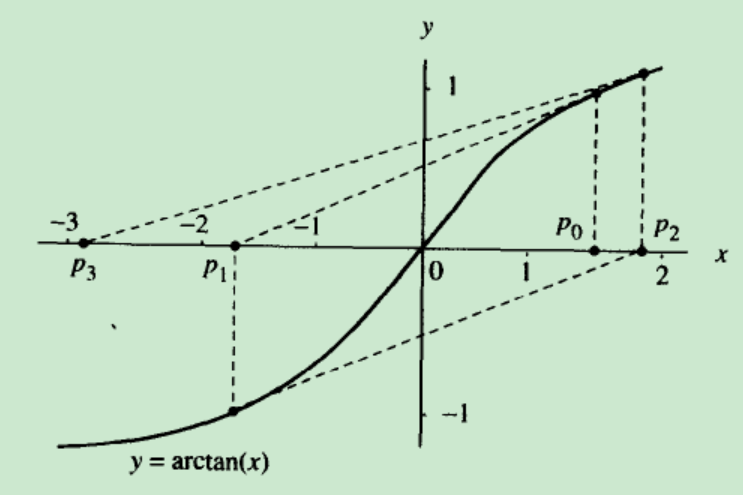 y
1
-3 -2 -1 p₀ p₂
p₃ p₁ 0 1 2 x
-1
y = arctan(x)